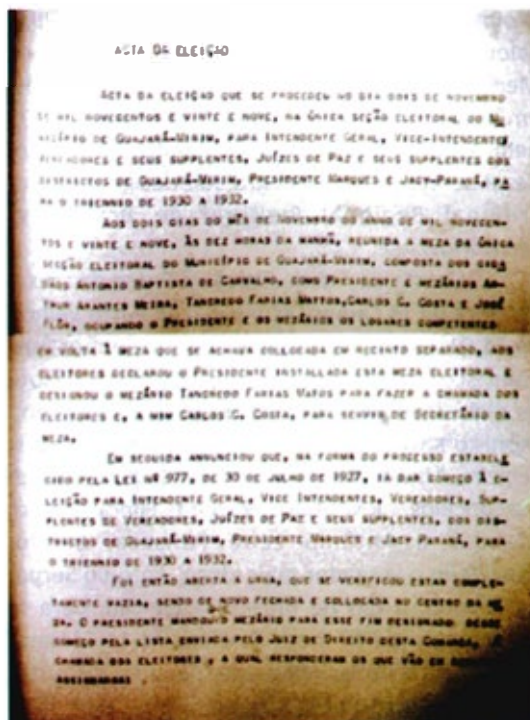 ACTA DA ELEIÇÃO
ACTA DA ELEIÇÃO QUE SE PROCEDEU NO DIA DOIS DE NOVEMBRO
DE MIL NOVECENTOS E VINTE E NOVE, NA ÚNICA SEÇÃO ELEITORAL DO MU
NICÍPIO DE GUAJARÁ-MIRIM, PARA INTENDENTE GERAL, VICE-INTENDENTE,
VEREADORES E SEUS SUPPLENTES, JUÍZES DE PAZ E SEUS SUPPLENTES DOS
DISTRICTOS DE GUAJARÁ-MIRIM, PRESIDENTE MARQUES E JACY-PARANÁ, PA
RA O TRIENNIO DE 1930 A 1932.
AOS DOIS DIAS DO MÊS DE NOVEMBRO DO ANNO DE MIL NOVECEN-
TOS E VINTE E NOVE, ÀS DEZ HORAS DA MANHÃ, REUNIDA A MEZA DA ÚNICA
SECÇÃO ELEITORAL DO MUNICÍPIO DE GUAJARÁ-MIRIM, COMPOSTA DOS CIDA
DÃOS ANTONIO BAPTISTA DE CARVALHO, COMO PRESIDENTE E MEZÁRIOS AR-
THUR ARANTES MEIRA, TANCREDO FARIAS MATTOS, CARLOS C. COSTA E JOSÉ
FLÔR, OCUPANDO O PRESIDENTE E OS MEZÁRIOS OS LOGARES COMPETENTES
EM VOLTA À MEZA QUE SE ACHAVA COLLOCADA EM RECINTO SEPARADO, AOS
ELEITORES DECLAROU O PRESIDENTE INSTALLADA ESTA MEZA ELEITORAL E
DESIGNOU O MEZÁRIO TANCREDO FARIAS MATOS PARA FAZER A CHAMADA DOS
ELEITORES E, A MIM CARLOS C. COSTA, PARA SERVIR DE SECRETÁRIO DA
MEZA.
EM SEGUIDA ANNUNCIOU QUE, NA FORMA DO PROCESSO ESTABELE
CIDO PELA LEI Nº 977, DE 30 DE JULHO DE 1927, IA DAR COMEÇO À E-
LEIÇÃO PARA INTENDENTE GERAL, VICE INTENDENTES, VEREADORES, SUP-
PLENTES DE VEREADORES, JUÍZES DE PAZ E SEUS SUPPLENTES, DOS DIS-
TRACTOS DE GUAJARÁ-MIRIM, PRESIDENTE MARQUES E JACY PARANÁ, PARA
O TRIENNIO DE 1930 A 1932.
FOI ENTÃO ABERTA A URNA, QUE SE VERIFICOU ESTAR COMPLE-
TAMENTE VAZIA, SENDO DE NOVO FECHADA E COLLOCADA NO CENTRO DA ME
ZA. O PRESIDENTE MANDOU QUE O MEZÁRIO PARA ESSE FIM DESIGNADO DESSE
COMEÇO PELA LISTA ENVIADA PELO JUIZ DE DIREITO DESTA COMARCA, A
CHAMADA DOS ELEITORES, A QUAL RESPONDERAM OS QUE VÃO EM
ASSIGNADOS